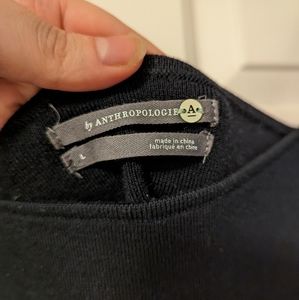 by ANTHROPOLOGIE A
L
made in china
fabriqué en chine